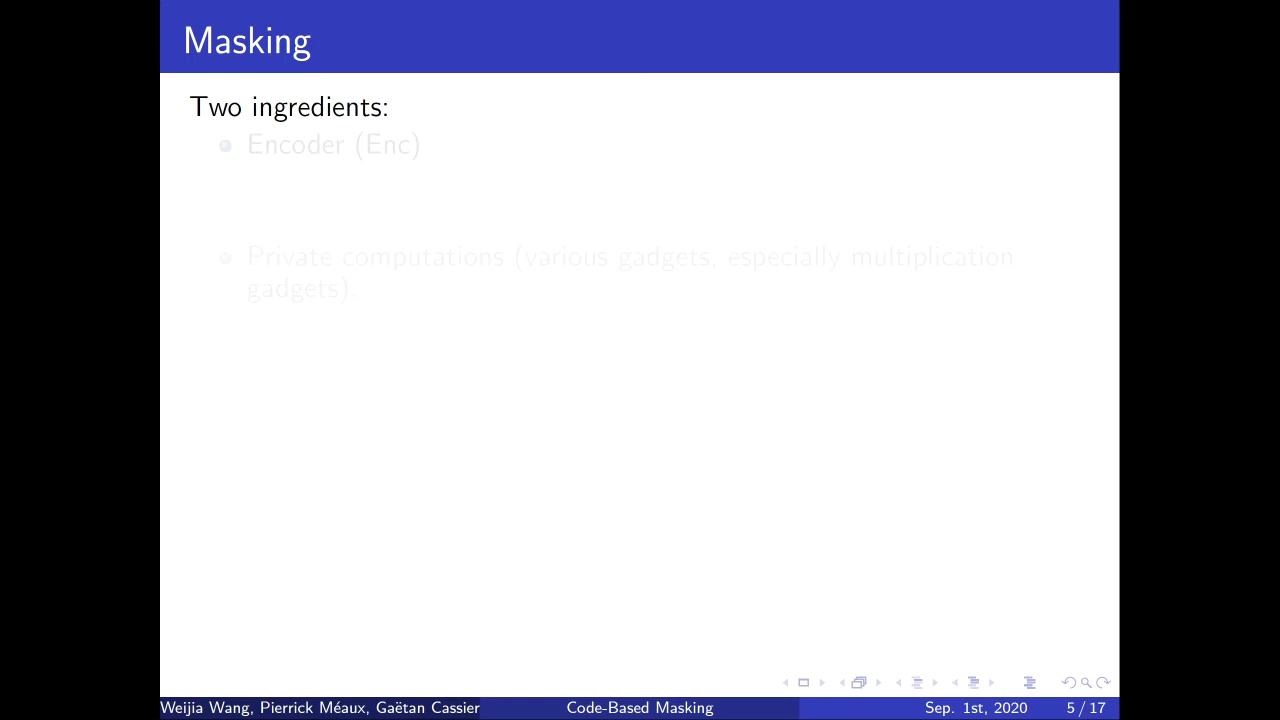 Masking
Two ingredients:
Encoder (Enc)
Private computations (various gadgets, especially multiplication
gadgets).
Weijia Wang, Pierrick Méaux, Gaëtan Cassier
Code-Based Masking
Sep. 1st, 2020
5 / 17